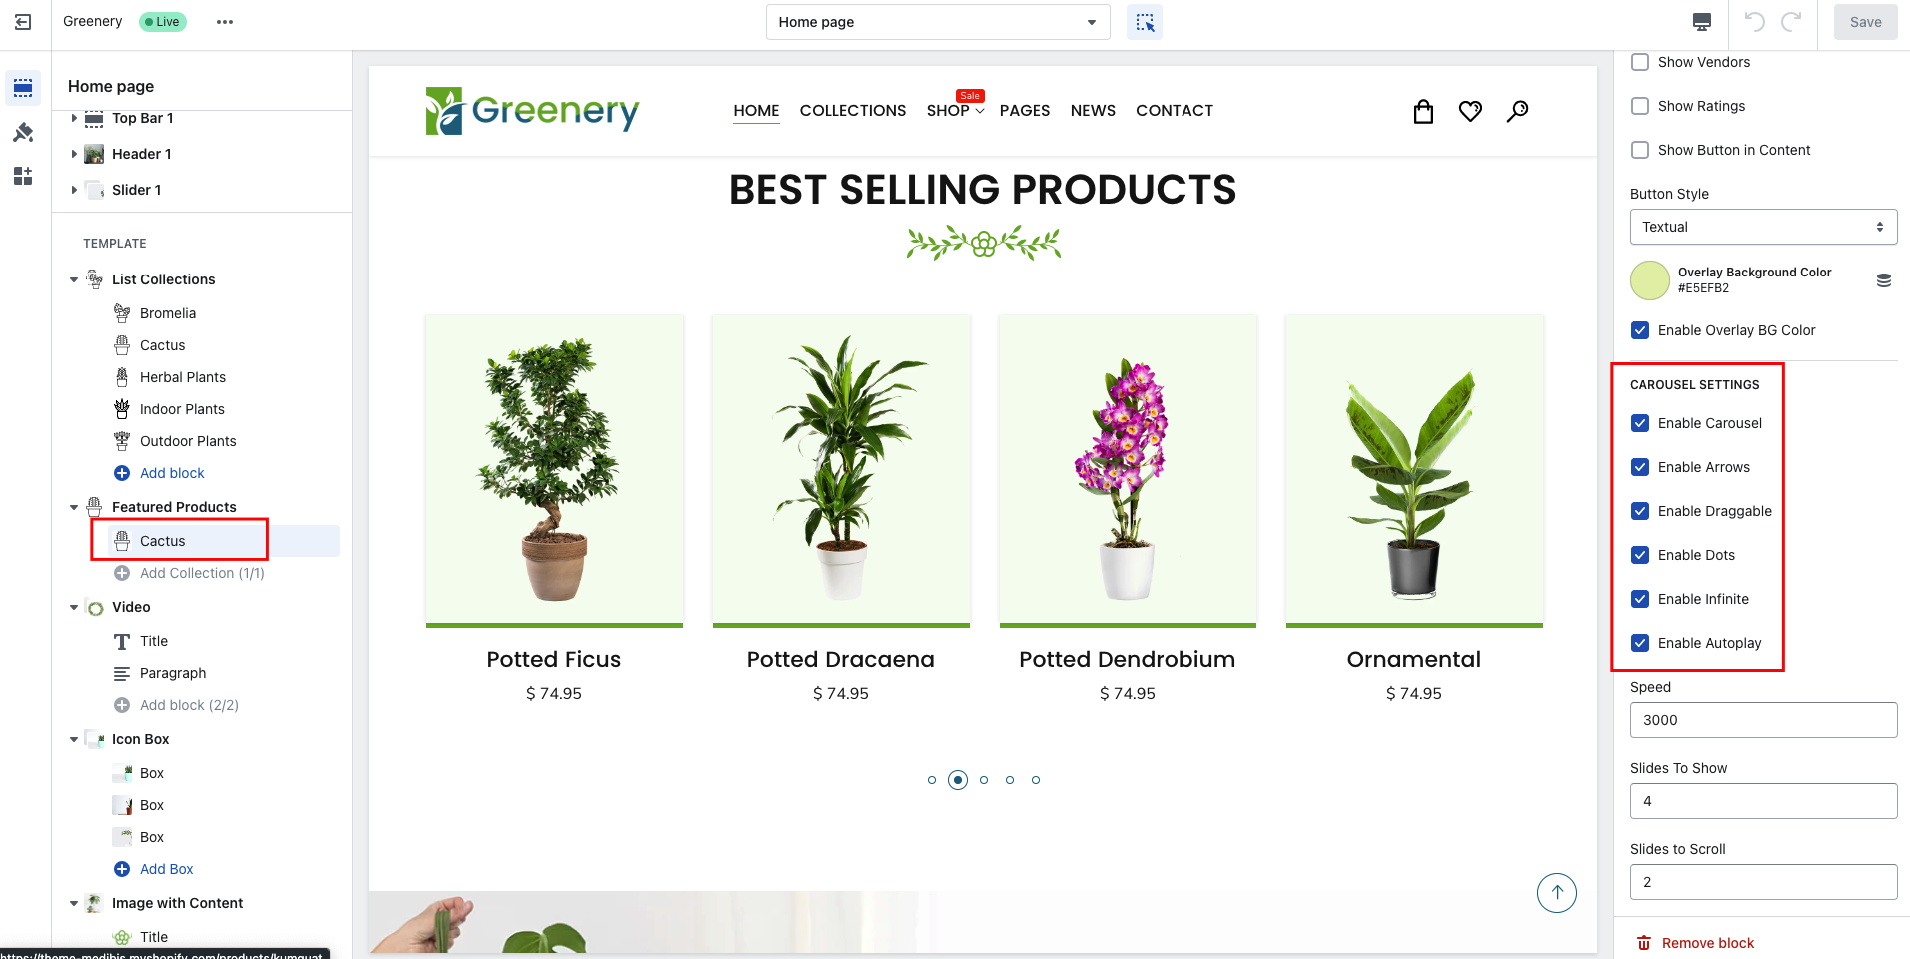 Greenery
Live
Home page
Save
Home page
Top Bar 1
Header 1
Slider 1
TEMPLATE
List Collections
Bromelia
Cactus
Herbal Plants
Indoor Plants
Outdoor Plants
Add block
Featured Products
Cactus
Add Collection (1/1)
Video
Title
Paragraph
Add block (2/2)
Icon Box
Box
Box
Box
Add Box
Image with Content
Title
https://theme-modibis.myshopify.com/products/kumquat
Greenery
HOME COLLECTIONS SHOP PAGES NEWS CONTACT
Sale
BEST SELLING PRODUCTS
Potted Ficus
$ 74.95
Potted Dracaena
$ 74.95
Potted Dendrobium
$ 74.95
Ornamental
$ 74.95
Show Vendors
Show Ratings
Show Button in Content
Button Style
Textual
Overlay Background Color
#E5EFB2
Enable Overlay BG Color
CAROUSEL SETTINGS
Enable Carousel
Enable Arrows
Enable Draggable
Enable Dots
Enable Infinite
Enable Autoplay
Speed
3000
Slides To Show
4
Slides to Scroll
2
Remove block